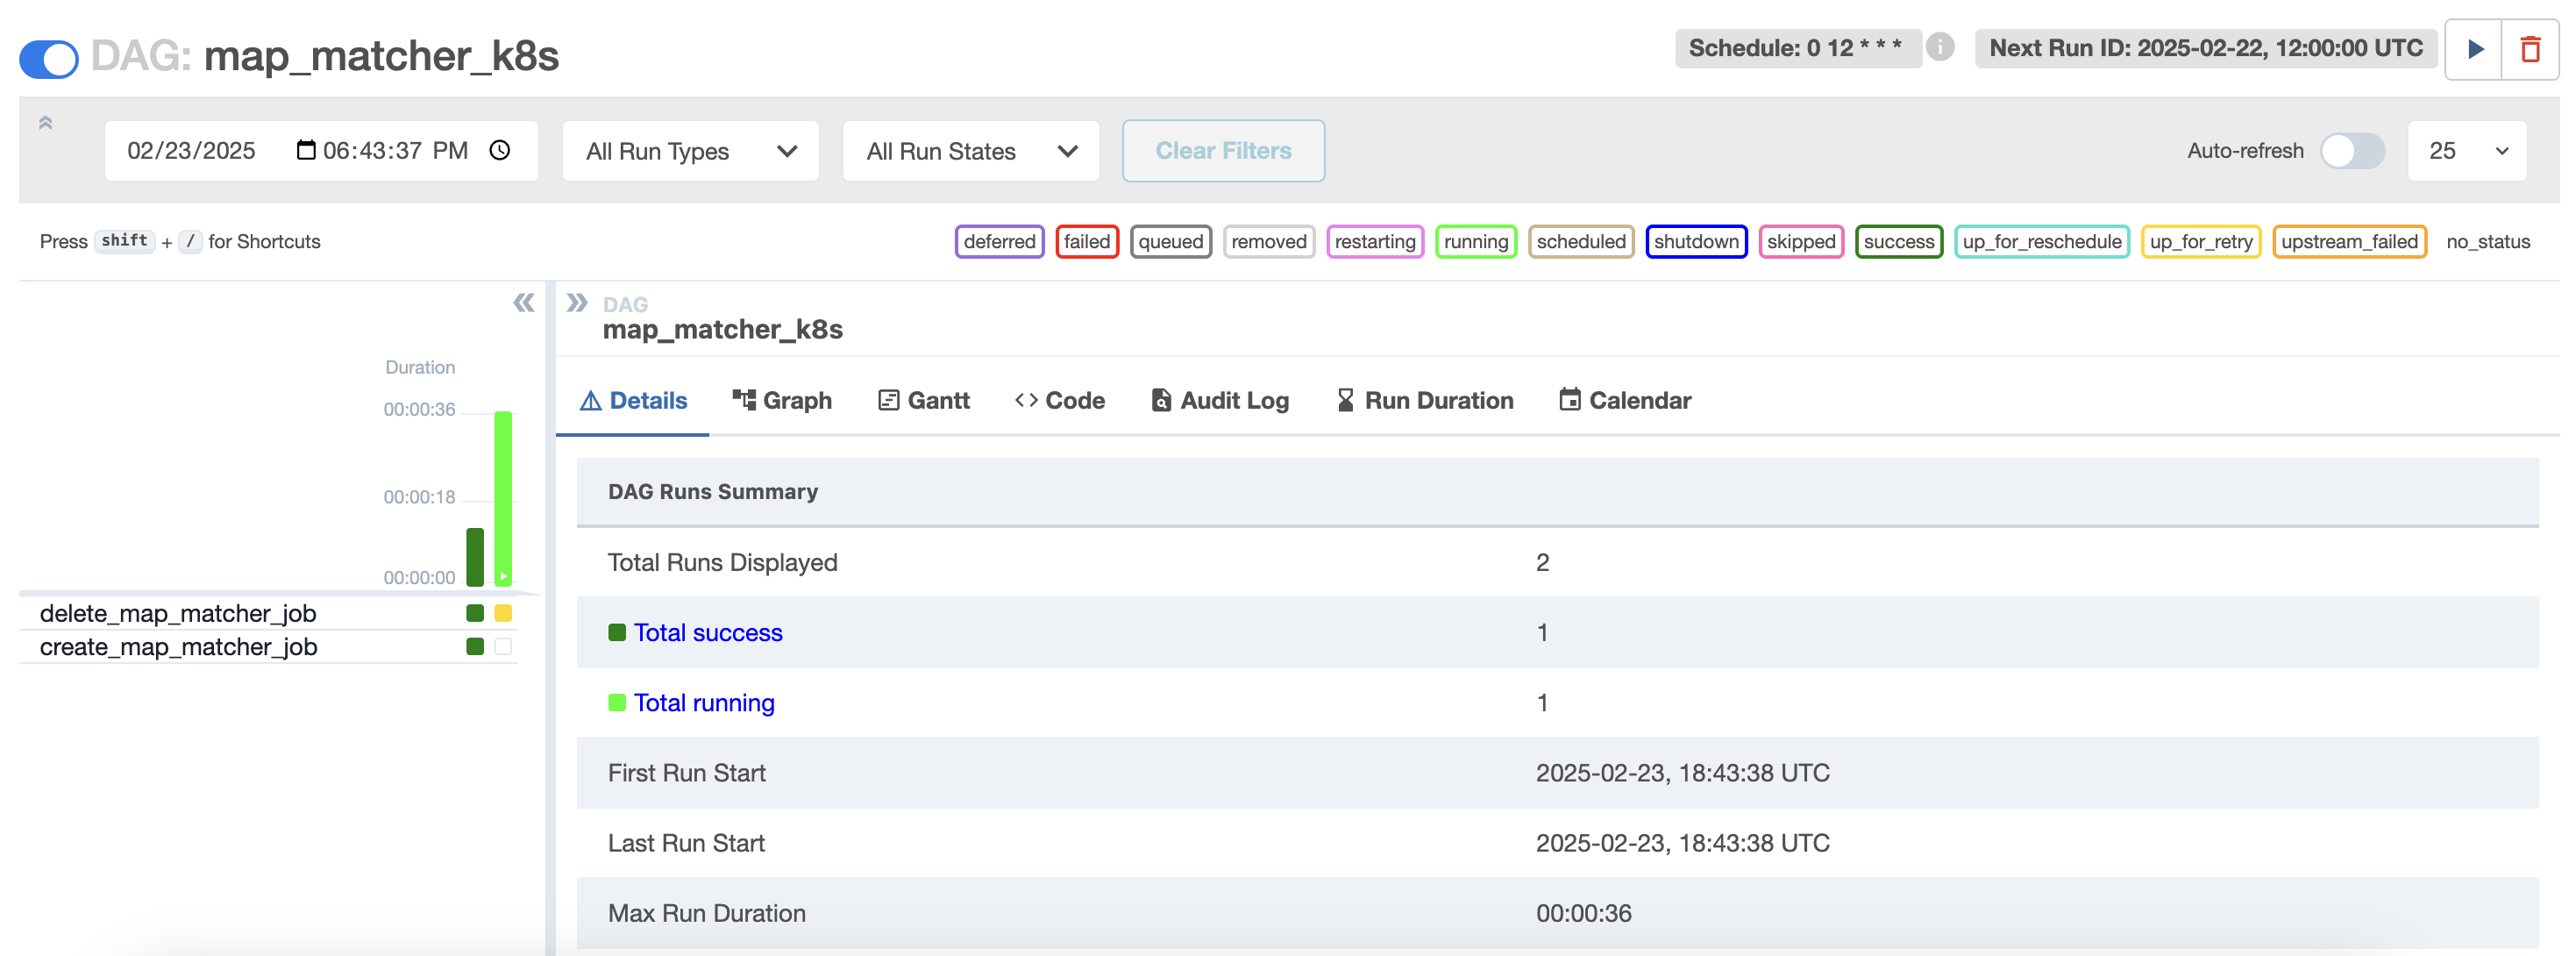 DAG: map_matcher_k8s
Schedule: 0 12 * * *
Next Run ID: 2025-02-22, 12:00:00 UTC
02/23/2025 06:43:37 PM
All Run Types
All Run States
Clear Filters
Auto-refresh
25
Press shift + / for Shortcuts
deferred failed queued removed restarting running scheduled shutdown skipped success up_for_reschedule up_for_retry upstream_failed no_status
Duration
00:00:36
00:00:18
00:00:00
delete_map_matcher_job
create_map_matcher_job
DAG
map_matcher_k8s
Details Graph Gantt Code Audit Log Run Duration Calendar
DAG Runs Summary
Total Runs Displayed 2
Total success 1
Total running 1
First Run Start 2025-02-23, 18:43:38 UTC
Last Run Start 2025-02-23, 18:43:38 UTC
Max Run Duration 00:00:36